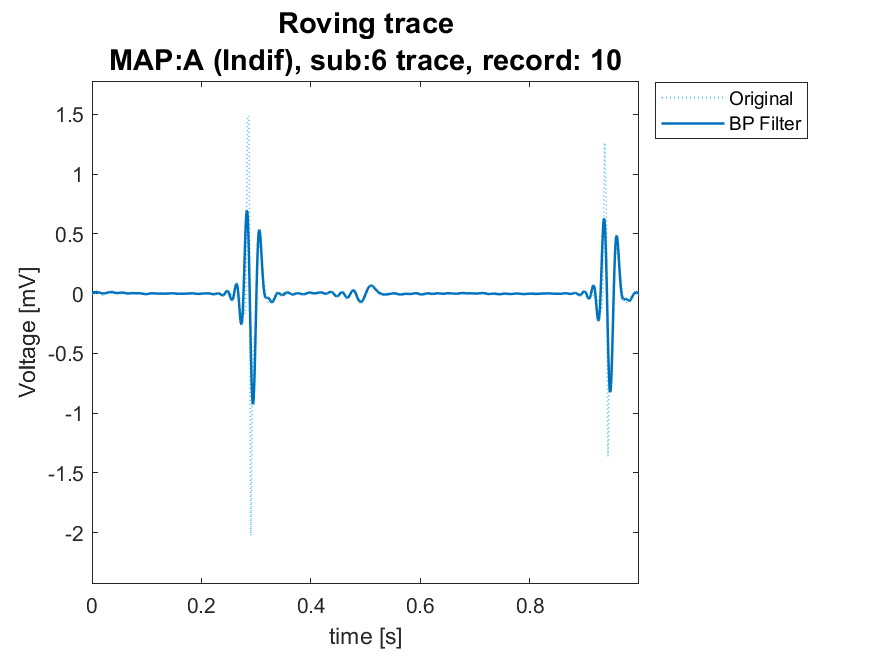 Roving trace
MAP:A (Indif), sub:6 trace, record: 10
Original
BP Filter
1.5
1
0.5
0
-0.5
-1
-1.5
-2
Voltage [mV]
0
0.2
0.4
0.6
0.8
time [s]